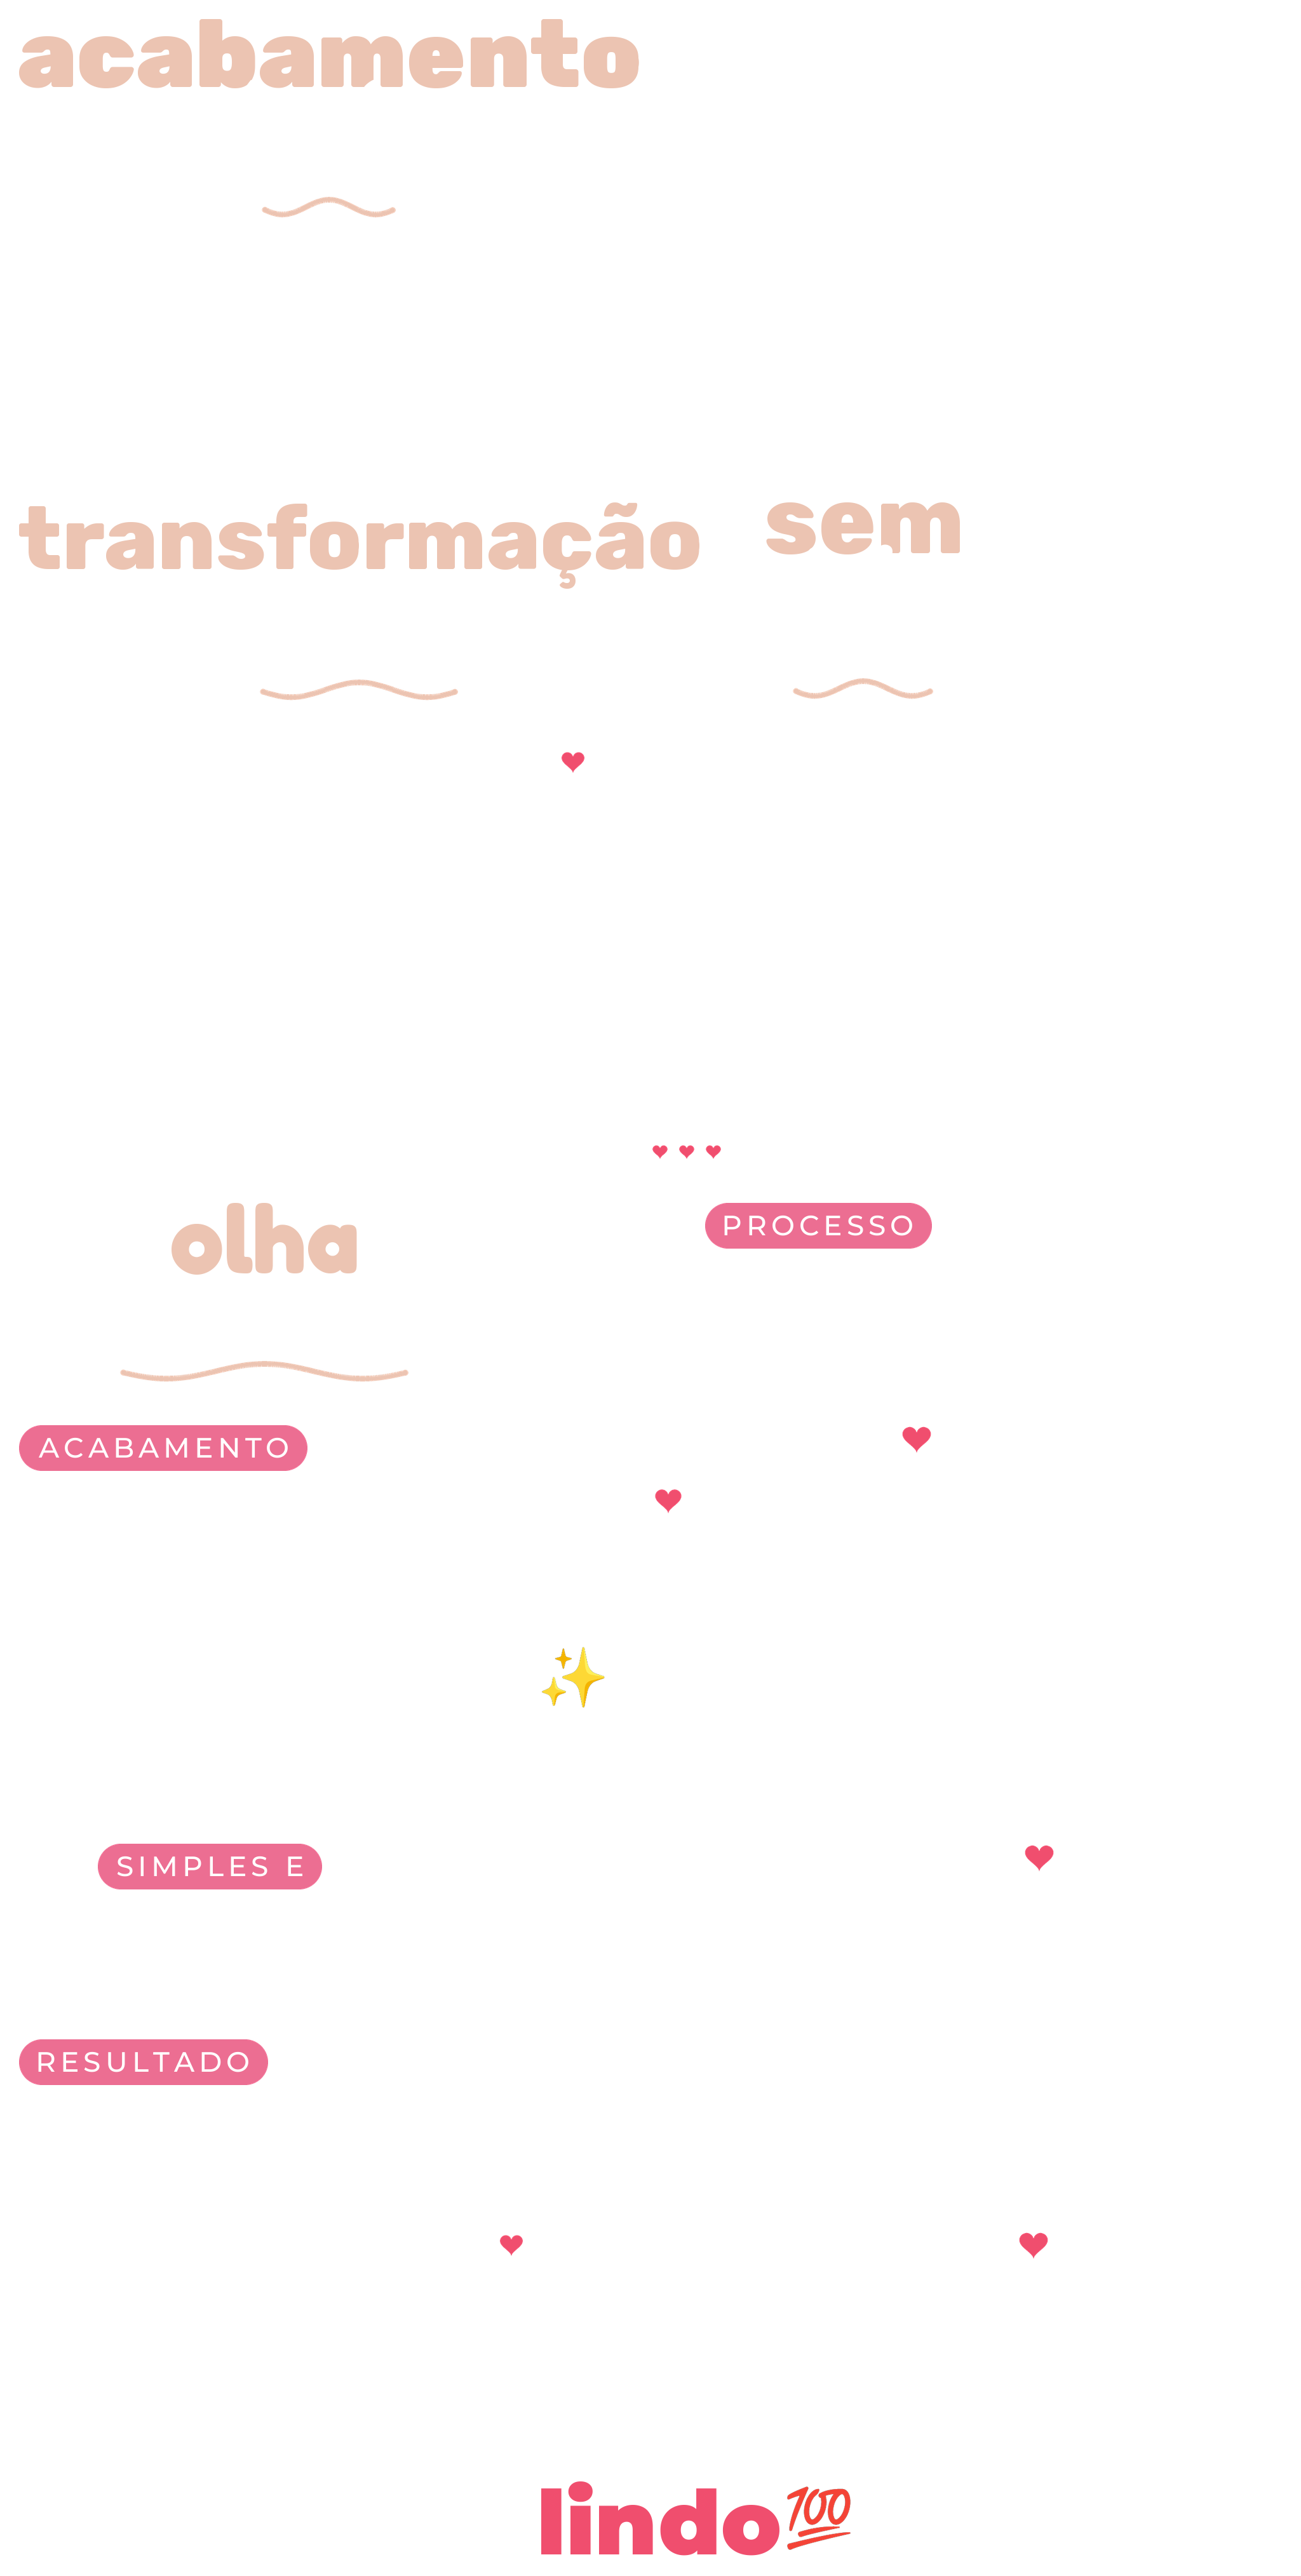 acabamento
transformação
sem
olha
PROCESSO
ACABAMENTO
SIMPLES E
RESULTADO
lindo💯